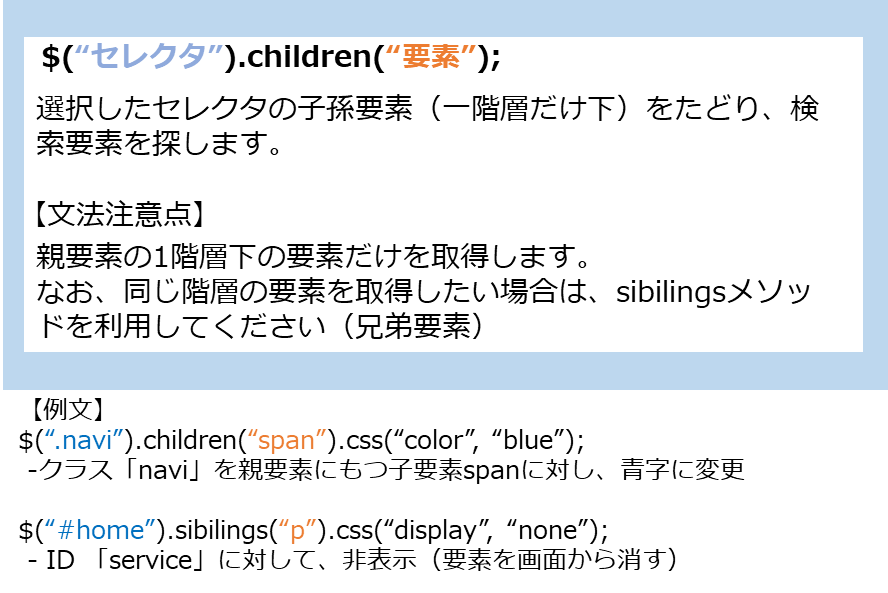 $(“セレクタ”).children(“要素”);
選択したセレクタの子孫要素（一階層だけ下）をたどり、検
索要素を探します。
【文法注意点】
親要素の1階層下の要素だけを取得します。
なお、同じ階層の要素を取得したい場合は、sibilingsメソッ
ドを利用してください（兄弟要素）
【例文】
$(“.navi”).children(“span”).css(“color”, “blue”);
-クラス「navi」を親要素にもつ子要素spanに対し、青字に変更
$(“#home”).sibilings(“p”).css(“display”, “none”);
- ID 「service」に対して、非表示（要素を画面から消す）